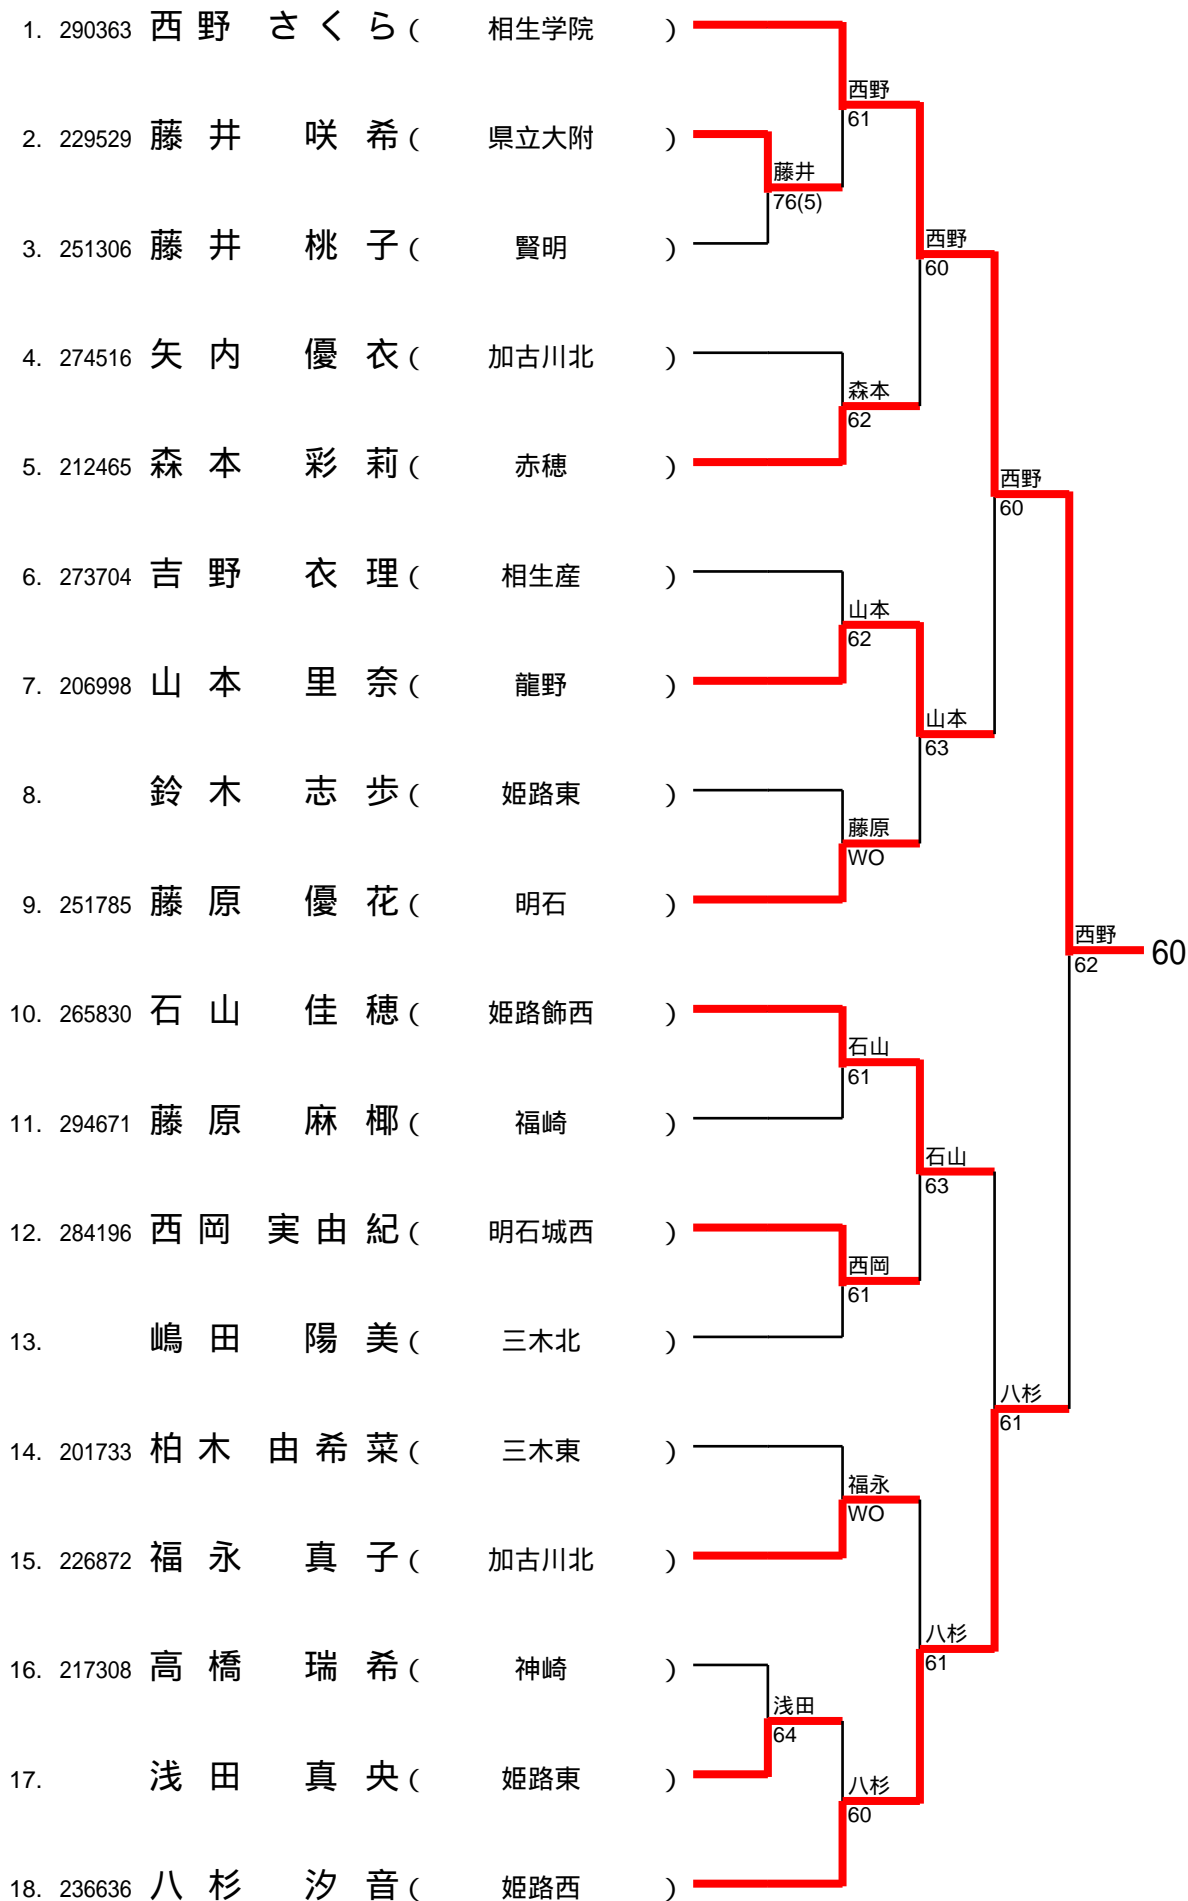 1. 290363 西野 さくら( 相生学院 )
西野
61
2. 229529 藤井 咲希( 県立大附 )
藤井
76(5)
3. 251306 藤井 桃子( 賢明 )
西野
60
4. 274516 矢内 優衣( 加古川北 )
森本
62
5. 212465 森本 彩莉( 赤穂 )
西野
60
6. 273704 吉野 衣理( 相生産 )
山本
62
7. 206998 山本 里奈( 龍野 )
山本
63
8. 鈴木 志歩( 姫路東 )
藤原
WO
9. 251785 藤原 優花( 明石 )
西野
62
60
10. 265830 石山 佳穂( 姫路飾西 )
石山
61
11. 294671 藤原 麻椰( 福崎 )
石山
63
12. 284196 西岡 実由紀( 明石城西 )
西岡
61
13. 嶋田 陽美( 三木北 )
八杉
61
14. 201733 柏木 由希菜( 三木東 )
福永
WO
15. 226872 福永 真子( 加古川北 )
八杉
61
16. 217308 高橋 瑞希( 神崎 )
浅田
64
17. 浅田 真央( 姫路東 )
八杉
60
18. 236636 八杉 汐音( 姫路西 )